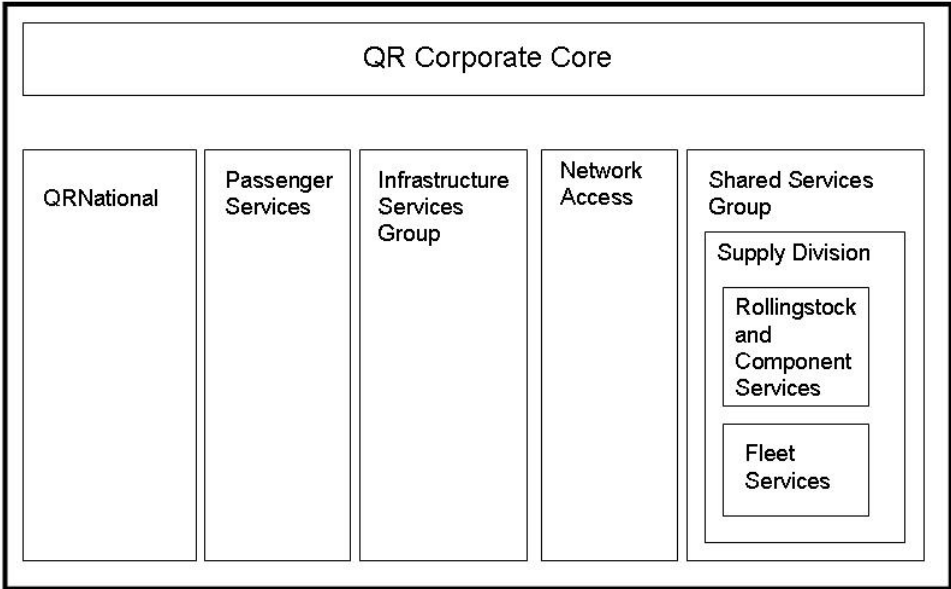 QR Corporate Core
QRNational
Passenger
Services
Infrastructure
Services
Group
Network
Access
Shared Services
Group
Supply Division
Rollingstock
and
Component
Services
Fleet
Services